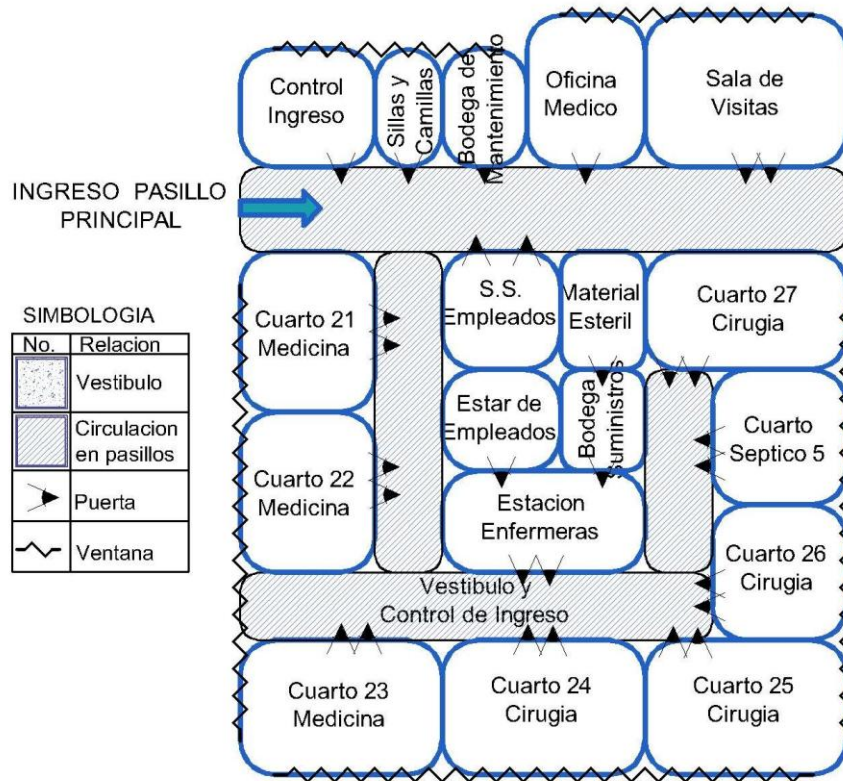 Control
Ingreso
Sillas y
Camillas
Bodega de
Mantenimiento
Oficina
Medico
Sala de
Visitas
INGRESO PASILLO
PRINCIPAL
SIMBOLOGIA
No. Relacion
Vestibulo
Circulacion
en pasillos
Puerta
Ventana
Cuarto 21
Medicina
S.S.
Empleados
Material
Esteril
Cuarto 27
Cirugia
Cuarto 22
Medicina
Estar de
Empleados
Bodega
Suministros
Cuarto
Septico 5
Estacion
Enfermeras
Cuarto 26
Cirugia
Vestibulo y
Control de Ingreso
Cuarto 23
Medicina
Cuarto 24
Cirugia
Cuarto 25
Cirugia